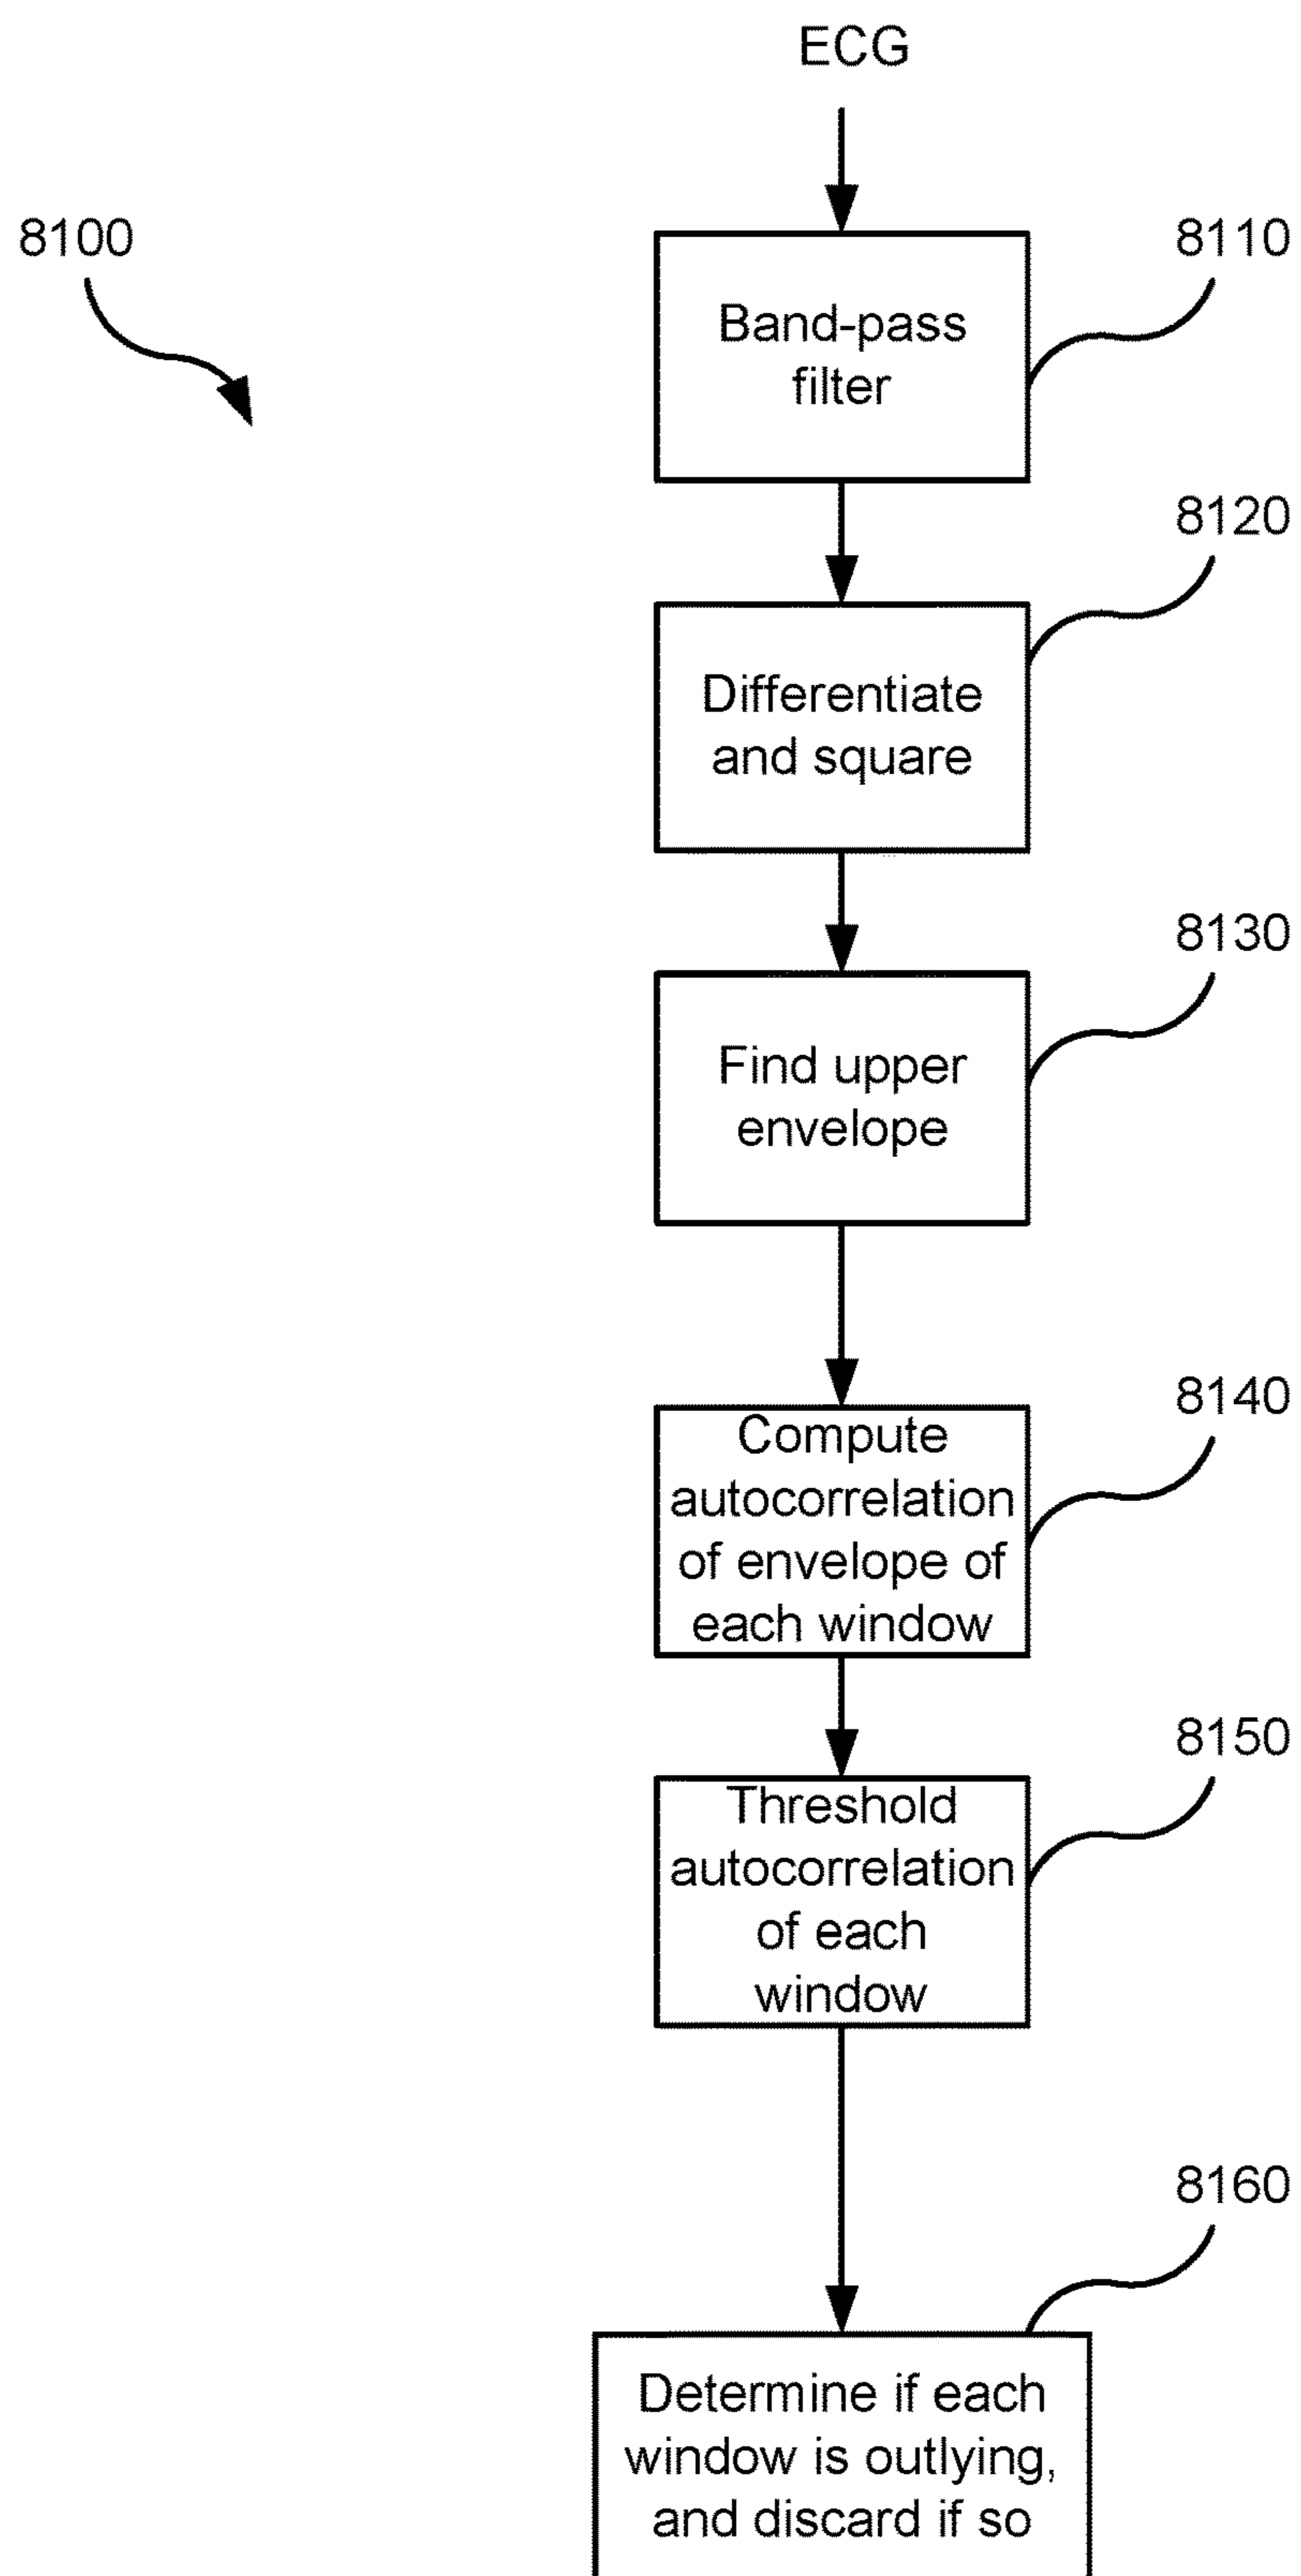 ECG
8100
8110
Band-pass
filter
8120
Differentiate
and square
8130
Find upper
envelope
8140
Compute
autocorrelation
of envelope of
each window
8150
Threshold
autocorrelation
of each
window
8160
Determine if each
window is outlying,
and discard if so